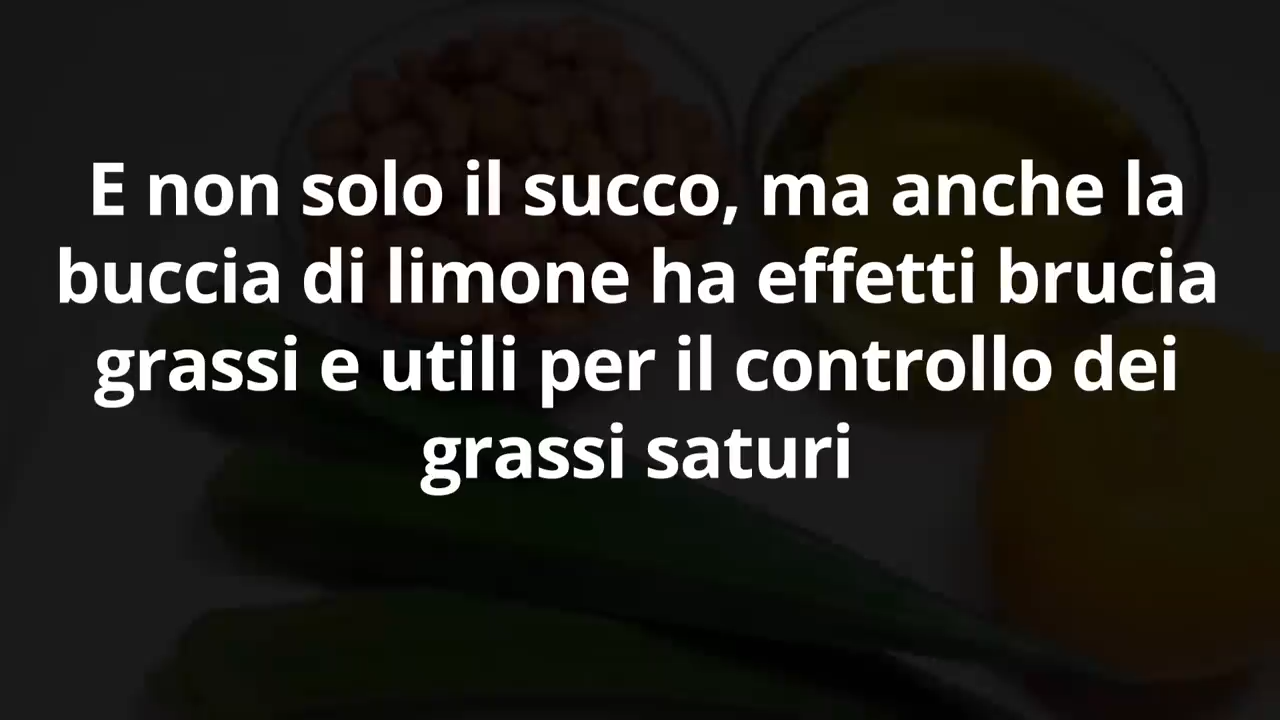 E non solo il succo, ma anche la
buccia di limone ha effetti brucia
grassi e utili per il controllo dei
grassi saturi